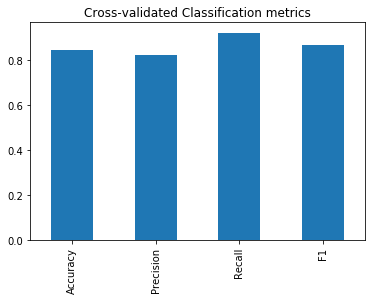 Cross-validated Classification metrics
0.8
0.6
0.4
0.2
0.0
Accuracy
Precision
Recall
F1